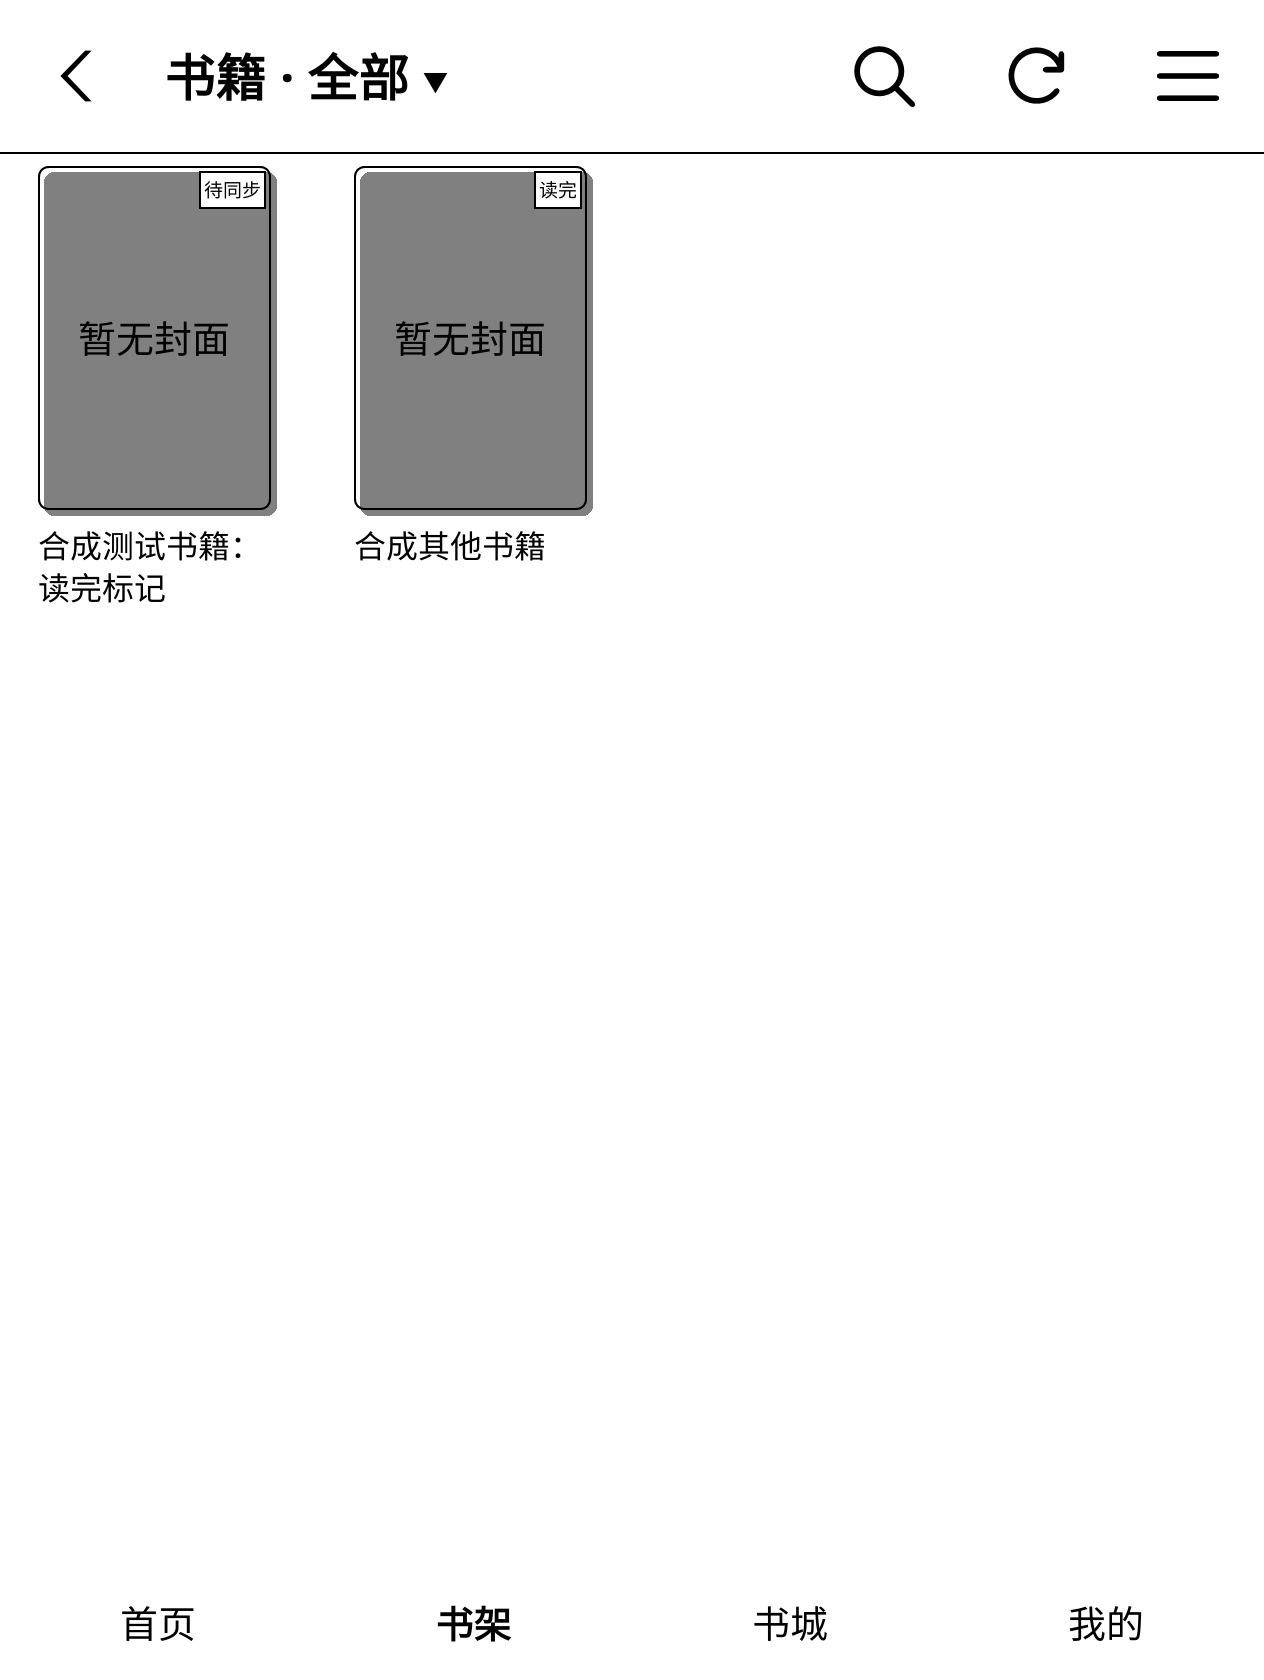 书籍 · 全部 ▼
待同步
读完
暂无封面
暂无封面
合成测试书籍：
读完标记
合成其他书籍
首页
书架
书城
我的